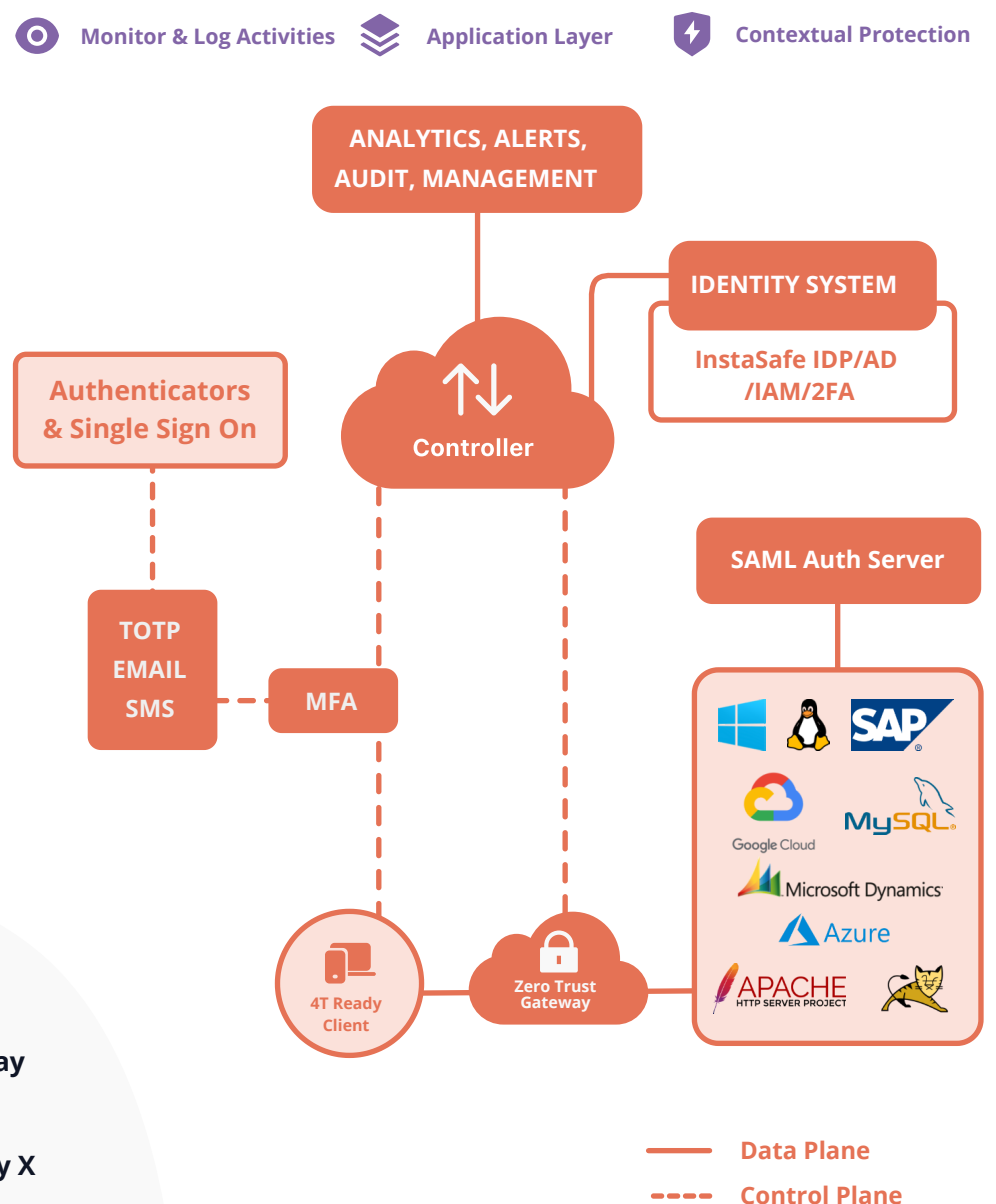 Monitor & Log Activities
Application Layer
Contextual Protection
ANALYTICS, ALERTS,
AUDIT, MANAGEMENT
IDENTITY SYSTEM
InstaSafe IDP/AD
/IAM/2FA
Authenticators
& Single Sign On
Controller
SAML Auth Server
TOTP
EMAIL
SMS
MFA
SAP
®
Google Cloud
MySQL®
Microsoft Dynamics
Azure
APACHE
HTTP SERVER PROJECT
4T Ready
Client
Zero Trust
Gateway
ay
y X
Data Plane
Control Plane